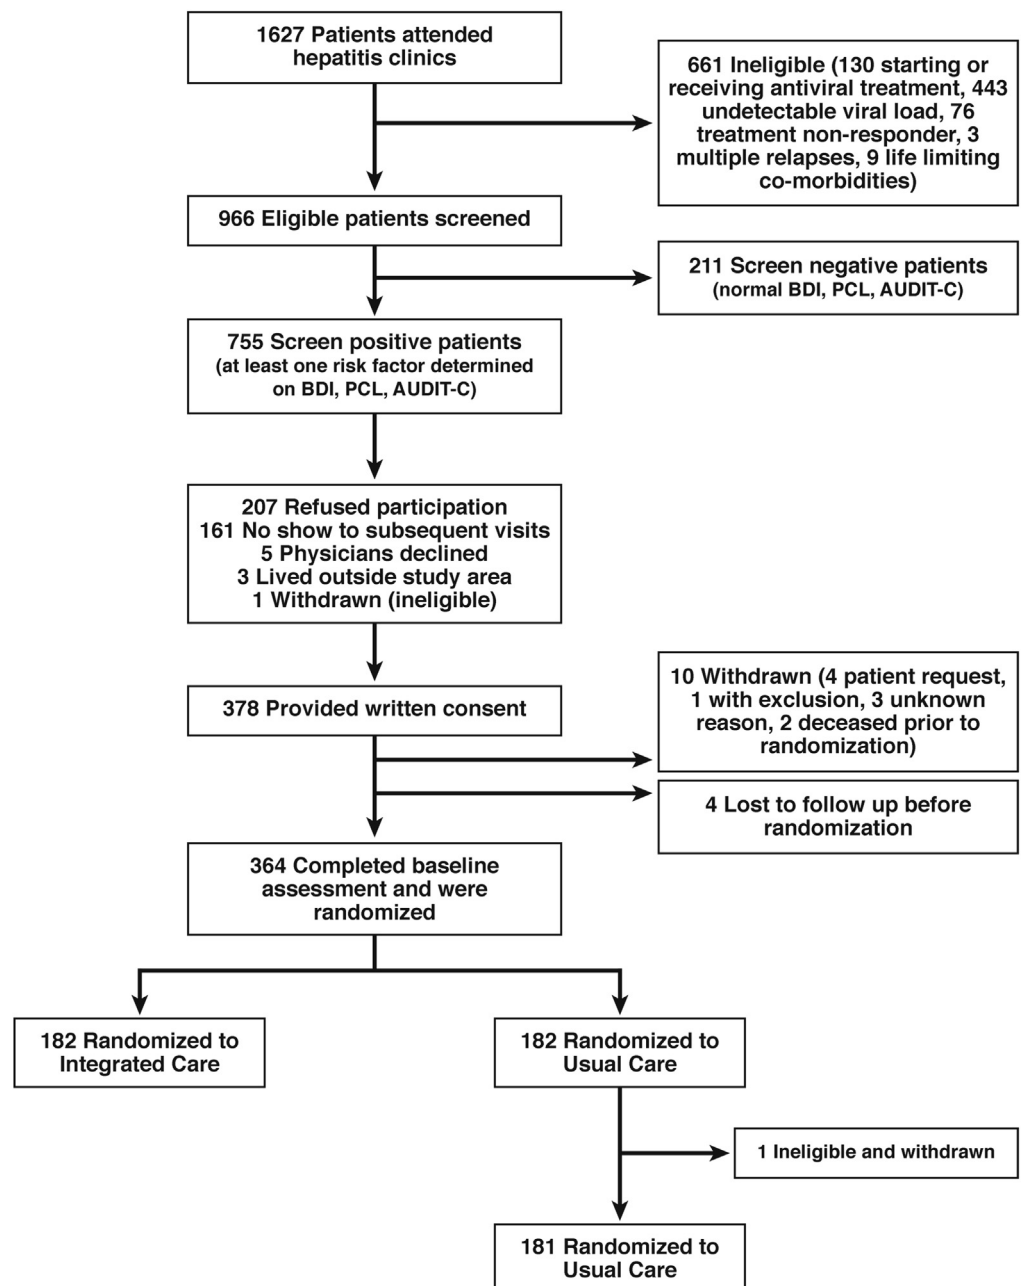 1627 Patients attended
hepatitis clinics
661 Ineligible (130 starting or
receiving antiviral treatment, 443
undetectable viral load, 76
treatment non-responder, 3
multiple relapses, 9 life limiting
co-morbidities)
966 Eligible patients screened
211 Screen negative patients
(normal BDI, PCL, AUDIT-C)
755 Screen positive patients
(at least one risk factor determined
on BDI, PCL, AUDIT-C)
207 Refused participation
161 No show to subsequent visits
5 Physicians declined
3 Lived outside study area
1 Withdrawn (ineligible)
378 Provided written consent
10 Withdrawn (4 patient request,
1 with exclusion, 3 unknown
reason, 2 deceased prior to
randomization)
4 Lost to follow up before
randomization
364 Completed baseline
assessment and were
randomized
182 Randomized to
Integrated Care
182 Randomized to
Usual Care
1 Ineligible and withdrawn
181 Randomized to
Usual Care